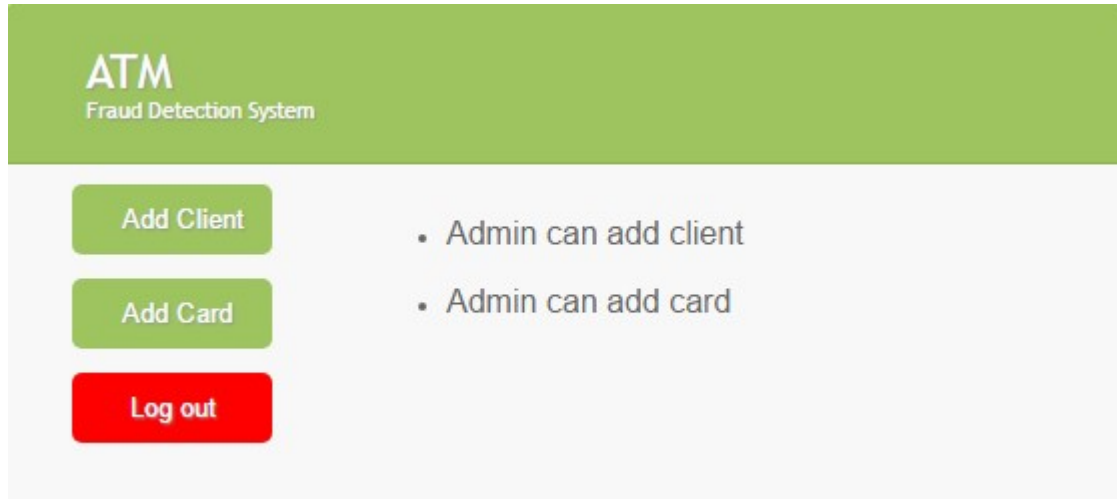 ATM
Fraud Detection System
Add Client
Add Card
Log out
• Admin can add client
• Admin can add card